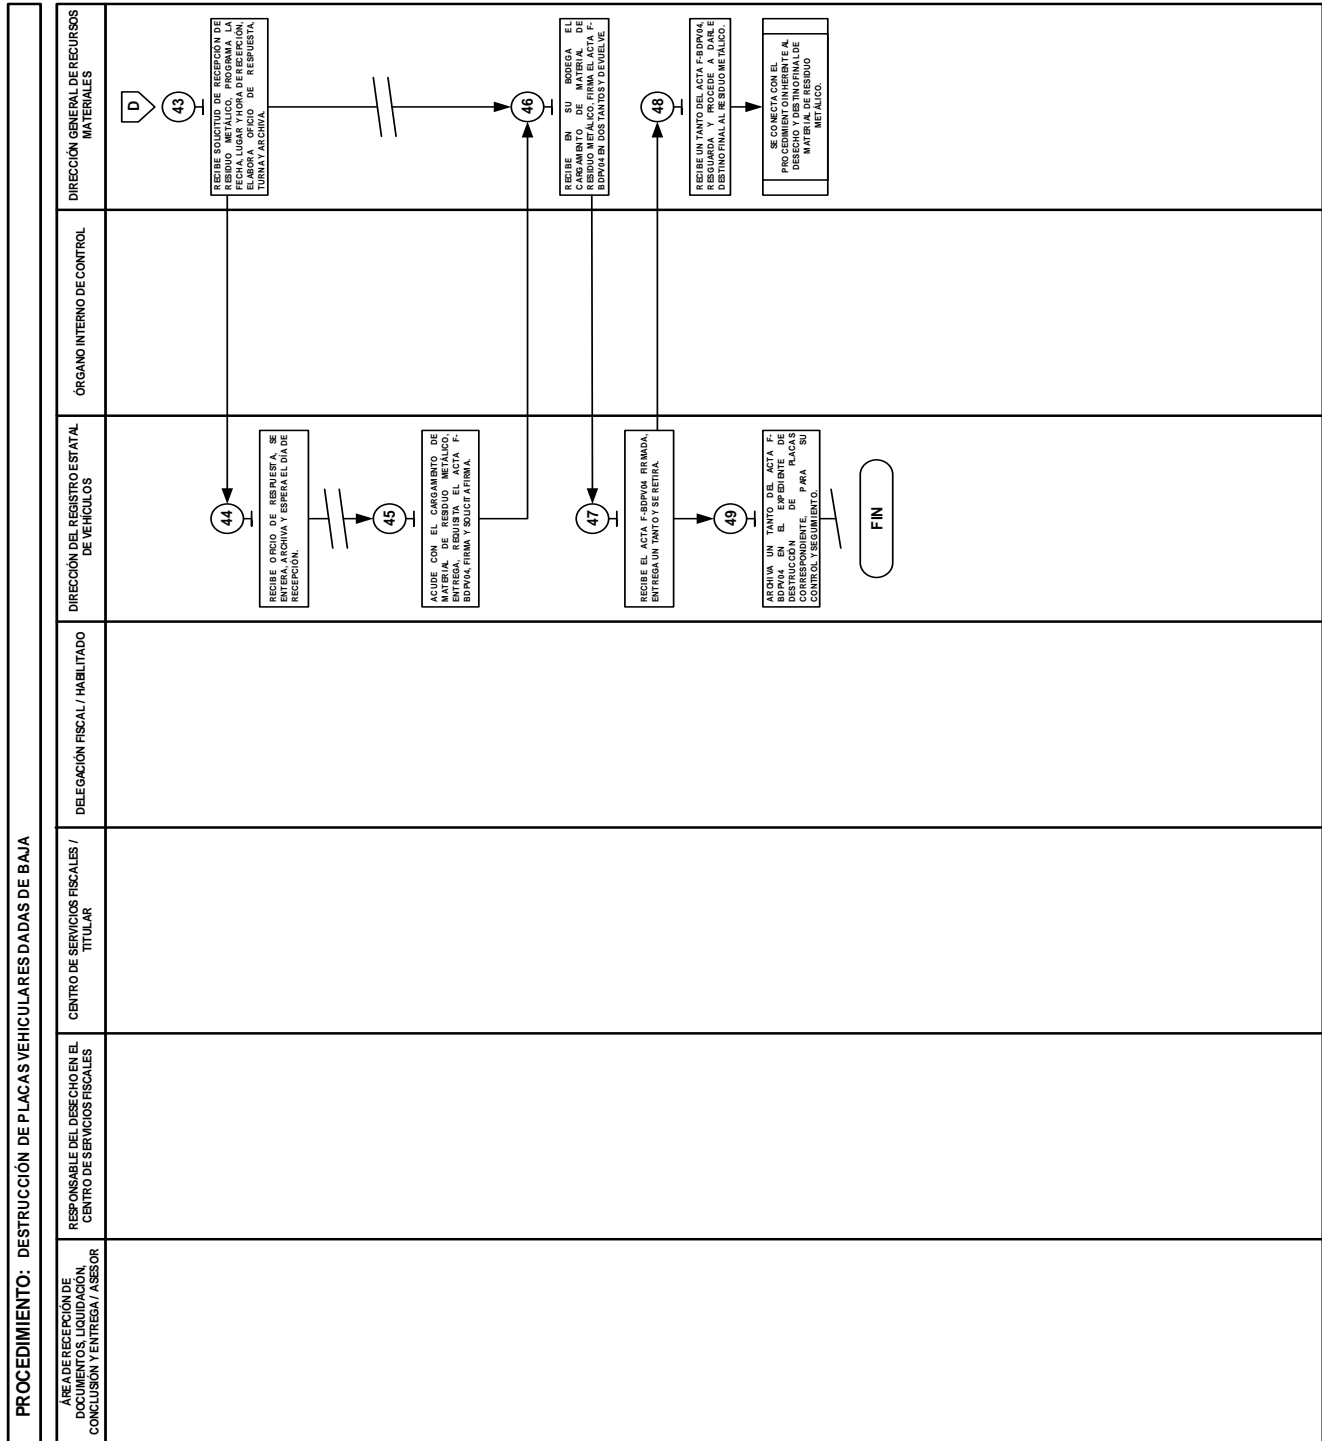 PROCEDIMIENTO: DESTRUCCIÓN DE PLACAS VEHICULARES DADAS DE BAJA
ÁREA DE RECEPCIÓN DE
DOCUMENTOS, LIQUIDACIÓN,
CONCLUSIÓN Y ENTREGA / ASESOR
RESPONSABLE DEL DESECHO EN EL
CENTRO DE SERVICIOS FISCALES
CENTRO DE SERVICIOS FISCALES /
TITULAR
DELEGACIÓN FISCAL / HABILITADO
DIRECCIÓN DEL REGISTRO ESTATAL
DE VEHÍCULOS
ÓRGANO INTERNO DE CONTROL
DIRECCIÓN GENERAL DE RECURSOS
MATERIALES
D
43
RECIBE SOLICITUD DE RECEPCIÓN DE
RESIDUO METÁLICO, PROGRAMA LA
FECHA, LUGAR Y HORA DE RECEPCIÓN,
ELABORA OFICIO DE RESPUESTA,
TURNA Y ARCHIVA.
44
RECIBE OFICIO DE RESPUESTA, SE
ENTERA, ARCHIVA Y ESPERA EL DÍA DE
RECEPCIÓN.
45
ACUDE CON EL CARGAMENTO DE
MATERIAL DE RESIDUO METÁLICO,
ENTREGA, REQUISITA EL ACTA F-
BDPV04, FIRMA Y SOLICITA FIRMA.
46
RECIBE EN SU BODEGA EL
CARGAMENTO DE MATERIAL DE
RESIDUO METÁLICO, FIRMA EL ACTA F-
BDPV04 EN DOS TANTOS Y DEVUELVE.
47
RECIBE EL ACTA F-BDPV04 FIRMADA,
ENTREGA UN TANTO Y SE RETIRA.
48
RECIBE UN TANTO DEL ACTA F-BDPV04,
RESGUARDA Y PROCEDE A DARLE
DESTINO FINAL AL RESIDUO METÁLICO.
SE CONECTA CON EL
PROCEDIMIENTO INHERENTE AL
DESECHO Y DESTINO FINAL DE
MATERIAL DE RESIDUO
METÁLICO.
49
ARCHIVA UN TANTO DEL ACTA F-
BDPV04 EN EL EXPEDIENTE DE
DESTRUCCIÓN DE PLACAS
CORRESPONDIENTE, PARA SU
CONTROL Y SEGUIMIENTO.
FIN